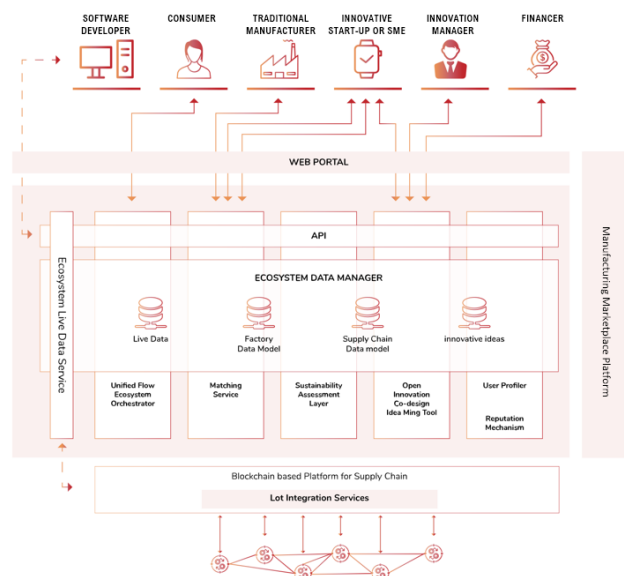 SOFTWARE
DEVELOPER
CONSUMER
TRADITIONAL
MANUFACTURER
INNOVATIVE
START-UP OR SME
INNOVATION
MANAGER
FINANCER
WEB PORTAL
Manufacturing Marketplace Platform
Ecosystem Live Data Service
API
ECOSYSTEM DATA MANAGER
Live Data
Factory
Data Model
Supply Chain
Data model
innovative ideas
Unified Flow
Ecosystem
Orchestrator
Matching
Service
Sustainability
Assessment
Layer
Open
Innovation
Co-design
Idea Ming Tool
User Profiler
Reputation
Mechanism
Blockchain based Platform for Supply Chain
Lot Integration Services